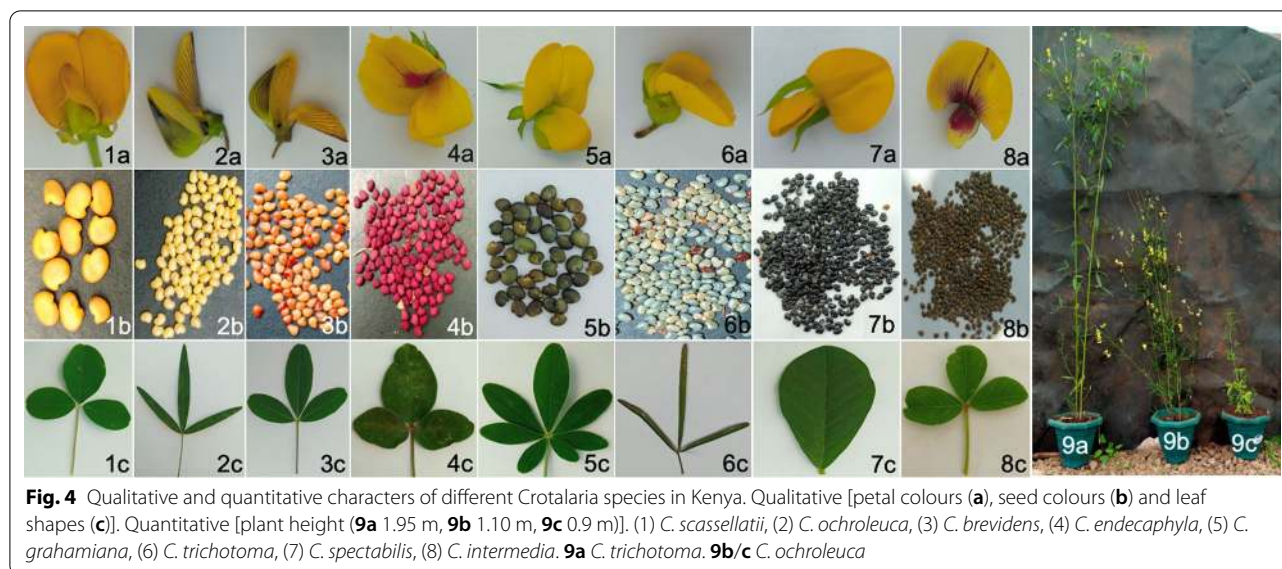 1a 2a 3a 4a 5a 6a 7a 8a
1b 2b 3b 4b 5b 6b 7b 8b
1c 2c 3c 4c 5c 6c 7c 8c
9a 9b 9c
Fig. 4 Qualitative and quantitative characters of different Crotalaria species in Kenya. Qualitative [petal colours (a), seed colours (b) and leaf
shapes (c)]. Quantitative [plant height (9a 1.95 m, 9b 1.10 m, 9c 0.9 m)]. (1) C. scassellatii, (2) C. ochroleuca, (3) C. brevidens, (4) C. endecaphyla, (5) C.
grahamiana, (6) C. trichotoma, (7) C. spectabilis, (8) C. intermedia. 9a C. trichotoma. 9b/c C. ochroleuca